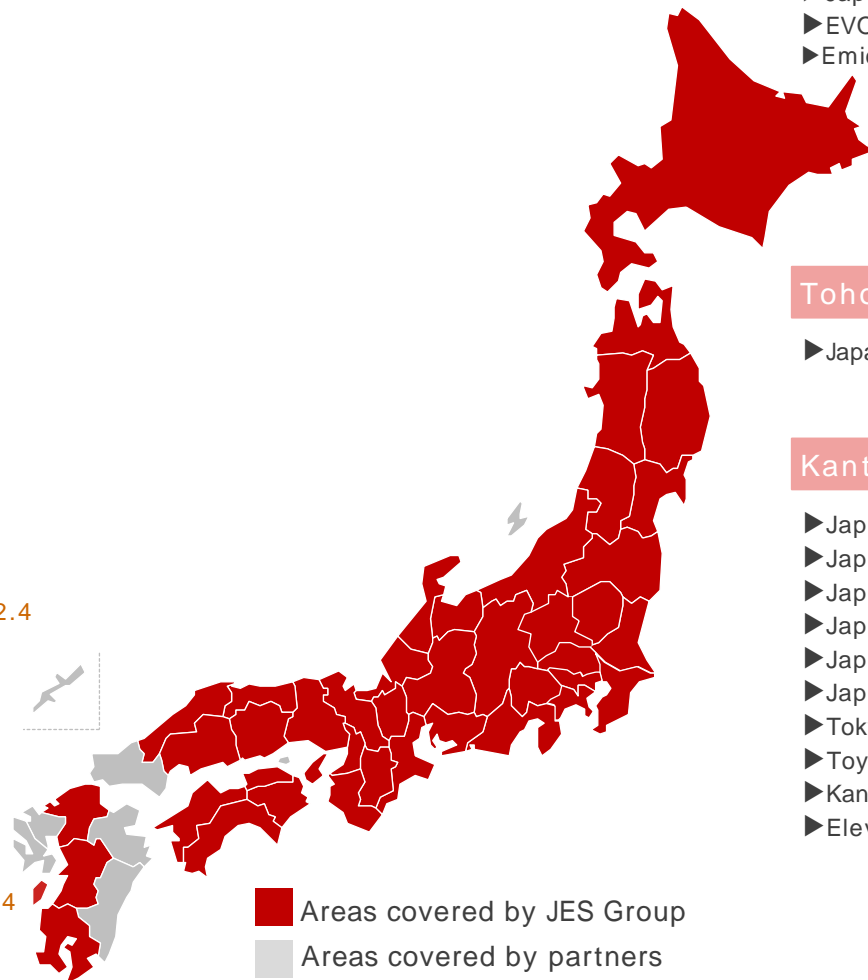 ▶Emi
Toho
▶Japa
Kant
▶Jap
▶Jap
▶Jap
▶Jap
▶Jap
▶Jap
▶Tok
▶Toy
▶Kan
▶Elev
2.4
4
Areas covered by JES Group
Areas covered by partners